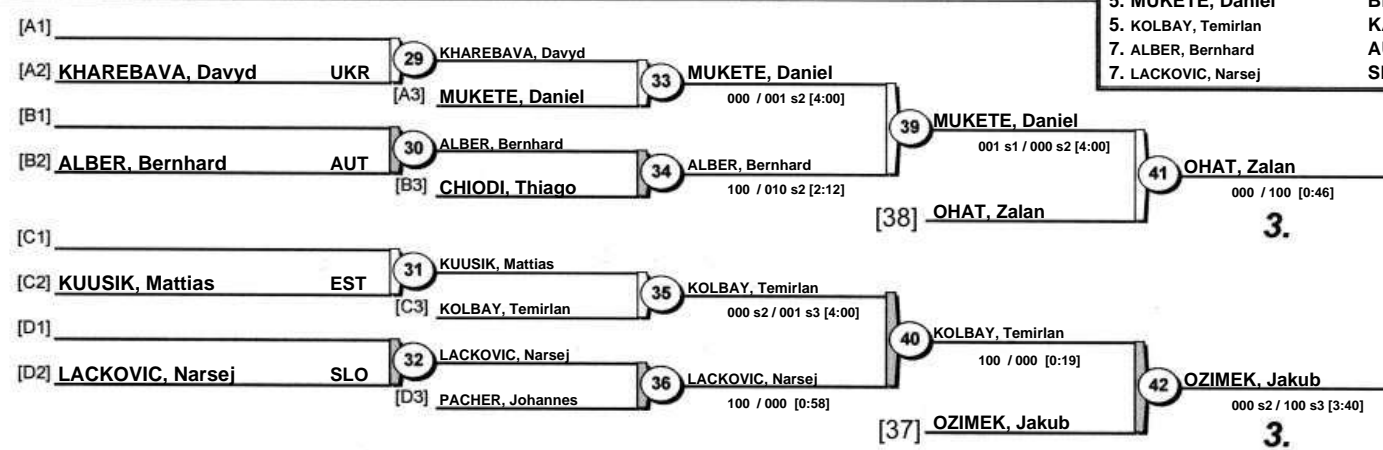 5. MUKETE, Daniel
5. KOLBAY, Temirlan
7. ALBER, Bernhard
7. LACKOVIC, Narsej
[A1]
[A2] KHAREBAVA, Davyd UKR
29
KHAREBAVA, Davyd
[A3] MUKETE, Daniel
33
MUKETE, Daniel
000 / 001 s2 [4:00]
[B1]
[B2] ALBER, Bernhard AUT
30
ALBER, Bernhard
[B3] CHIODI, Thiago
34
ALBER, Bernhard
100 / 010 s2 [2:12]
39
MUKETE, Daniel
001 s1 / 000 s2 [4:00]
[38] OHAT, Zalan
41
OHAT, Zalan
000 / 100 [0:46]
3.
[C1]
[C2] KUUSIK, Mattias EST
31
KUUSIK, Mattias
[C3] KOLBAY, Temirlan
35
KOLBAY, Temirlan
000 s2 / 001 s3 [4:00]
[D1]
[D2] LACKOVIC, Narsej SLO
32
LACKOVIC, Narsej
[D3] PACHER, Johannes
36
LACKOVIC, Narsej
100 / 000 [0:58]
40
KOLBAY, Temirlan
100 / 000 [0:19]
[37] OZIMEK, Jakub
42
OZIMEK, Jakub
000 s2 / 100 s3 [3:40]
3.